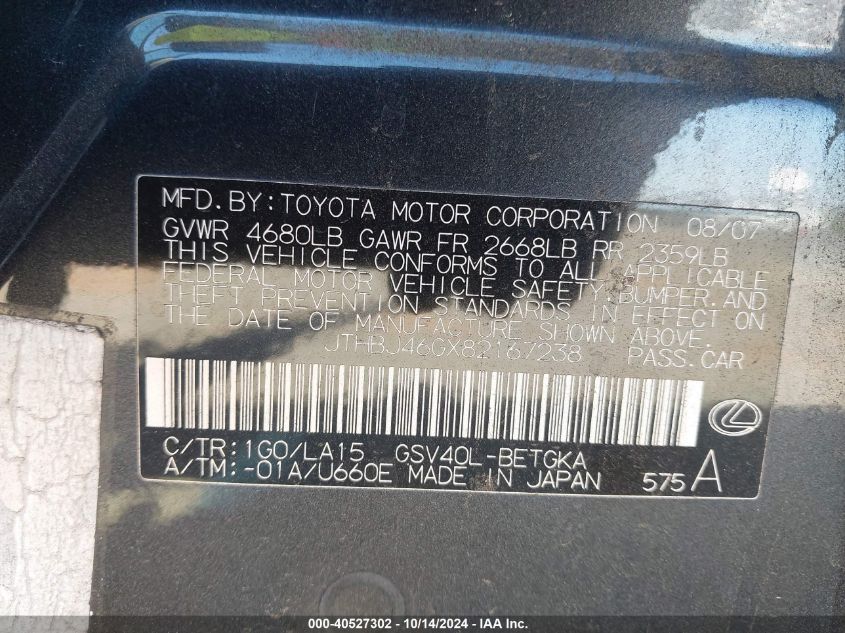 MFD. BY: TOYOTA MOTOR CORPORATION 08/07
GVWR 4680LB GAWR FR 2668LB RR 2359LB
THIS VEHICLE CONFORMS TO ALL APPLICABLE
FEDERAL MOTOR VEHICLE SAFETY, BUMPER, AND
THEFT PREVENTION STANDARDS IN EFFECT ON
THE DATE OF MANUFACTURE SHOWN ABOVE.
JTHBJ46GX82167238 PASS. CAR
C/TR: 1G0/LA15 GSV40L-BETGKA
A/TM: -01A/U660E MADE IN JAPAN 575 A
000-40527302 - 10/14/2024 - IAA Inc.